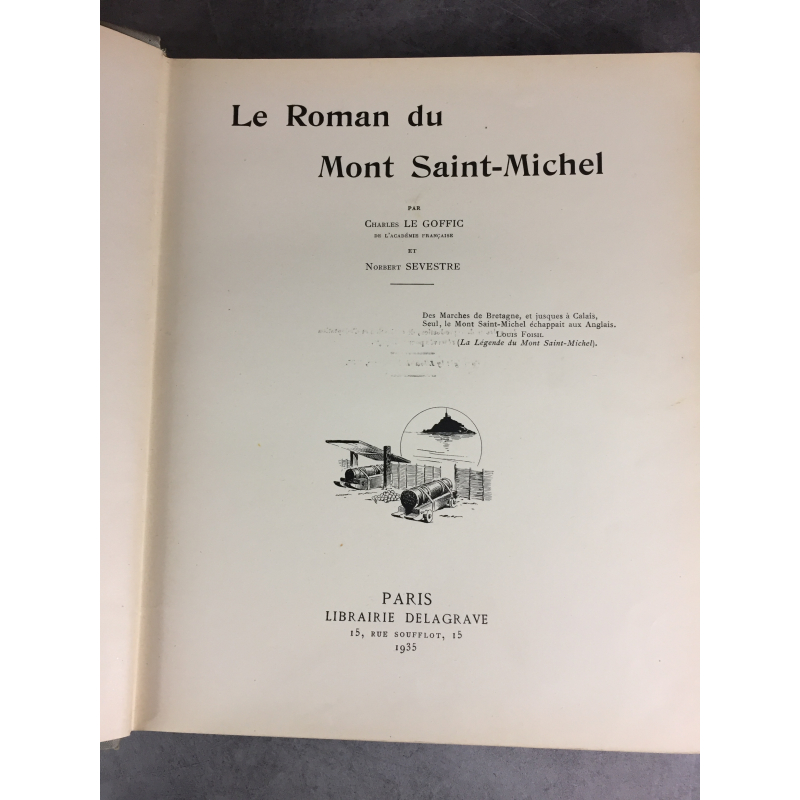 Le Roman du
Mont Saint-Michel
PAR
CHARLES LE GOFFIC
DE L'ACADÉMIE FRANÇAISE
ET
NORBERT SEVESTRE
Des Marches de Bretagne, et jusques à Calais,
Seul, le Mont Saint-Michel échappait aux Anglais.
LOUIS FOISIL
(La Légende du Mont Saint-Michel).
PARIS
LIBRAIRIE DELAGRAVE
15, RUE SOUFFLOT, 15
1935